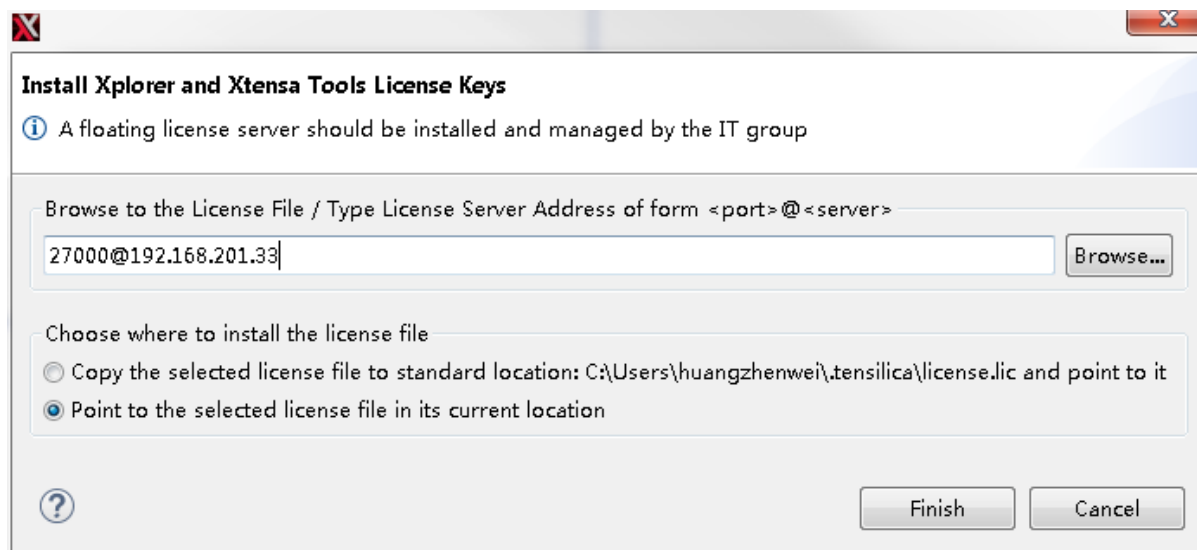 Install Xplorer and Xtensa Tools License Keys
A floating license server should be installed and managed by the IT group
Browse to the License File / Type License Server Address of form <port>@<server>
27000@192.168.201.33
Browse...
Choose where to install the license file
Copy the selected license file to standard location: C:\Users\huangzhenwei\.tensilica\license.lic and point to it
Point to the selected license file in its current location
Finish
Cancel